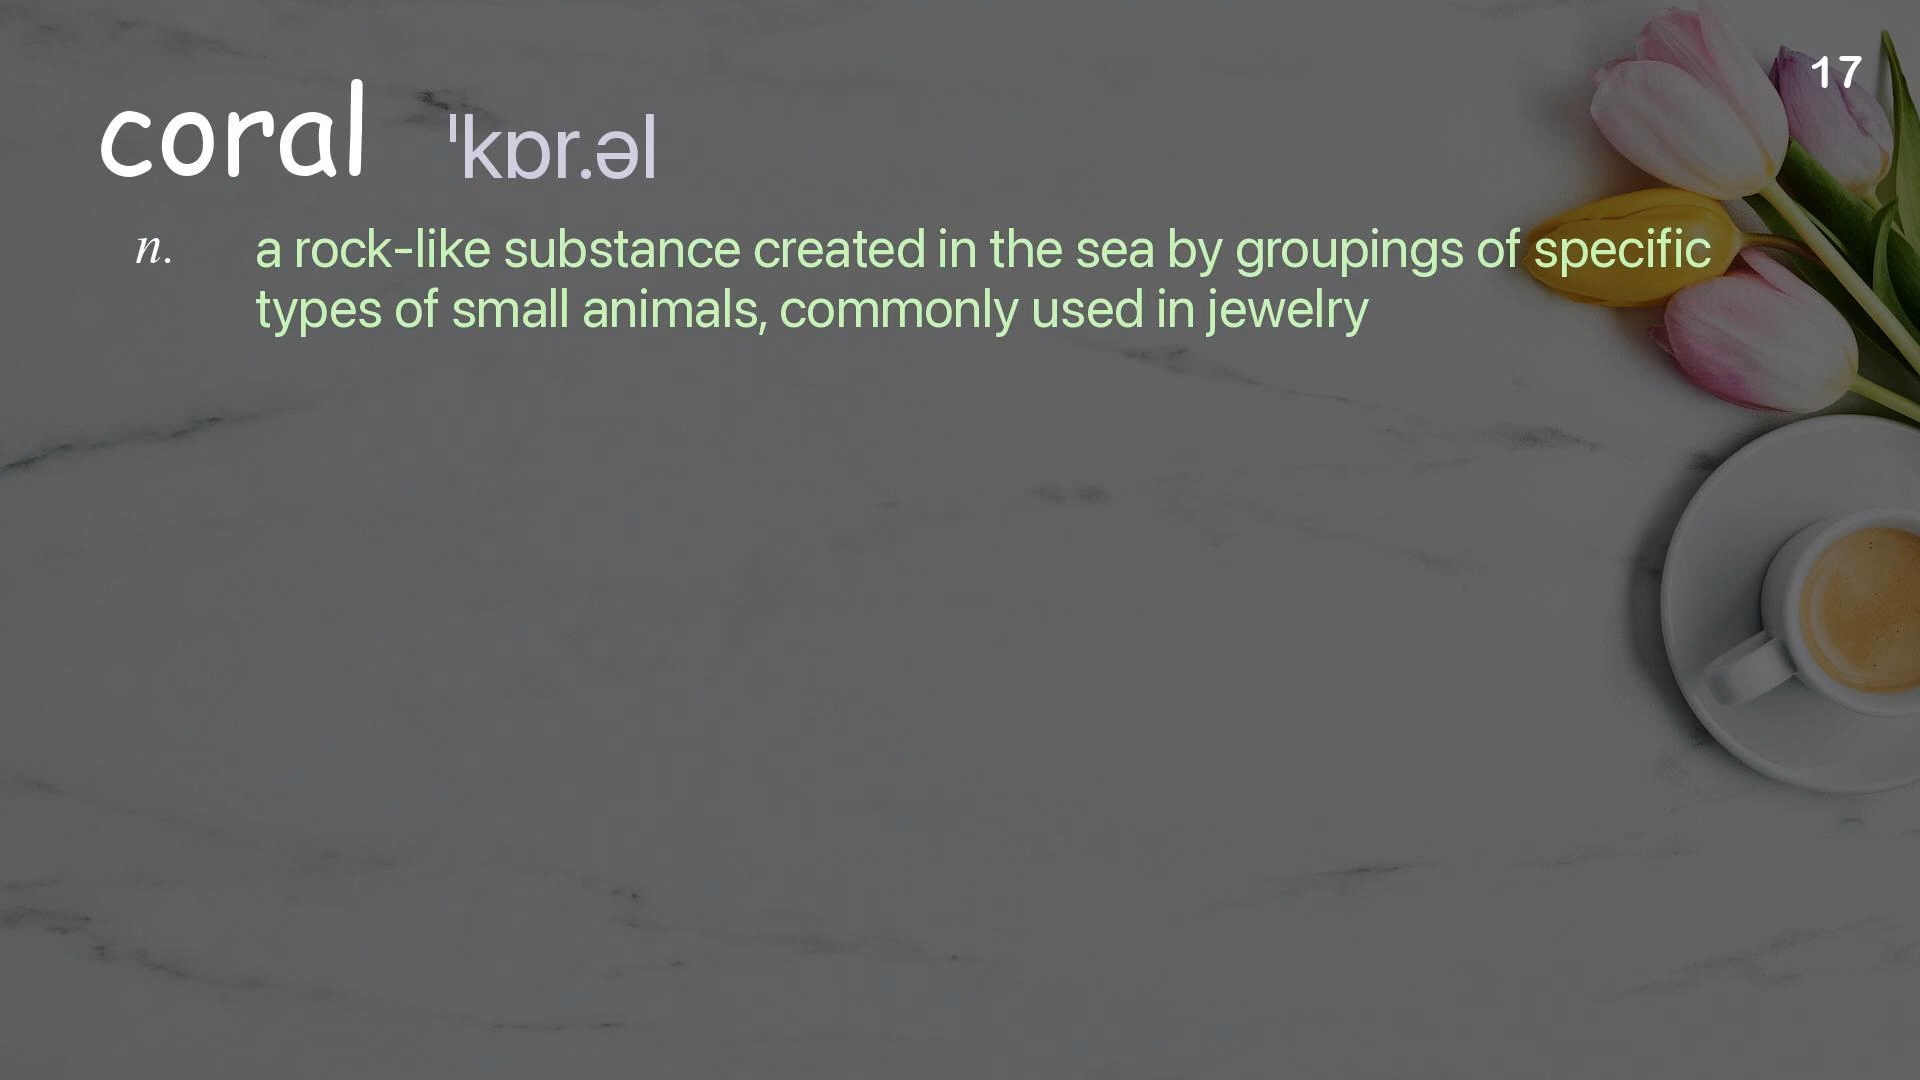 17
coral ˈkɒr.əl
n. a rock-like substance created in the sea by groupings of specific
types of small animals, commonly used in jewelry